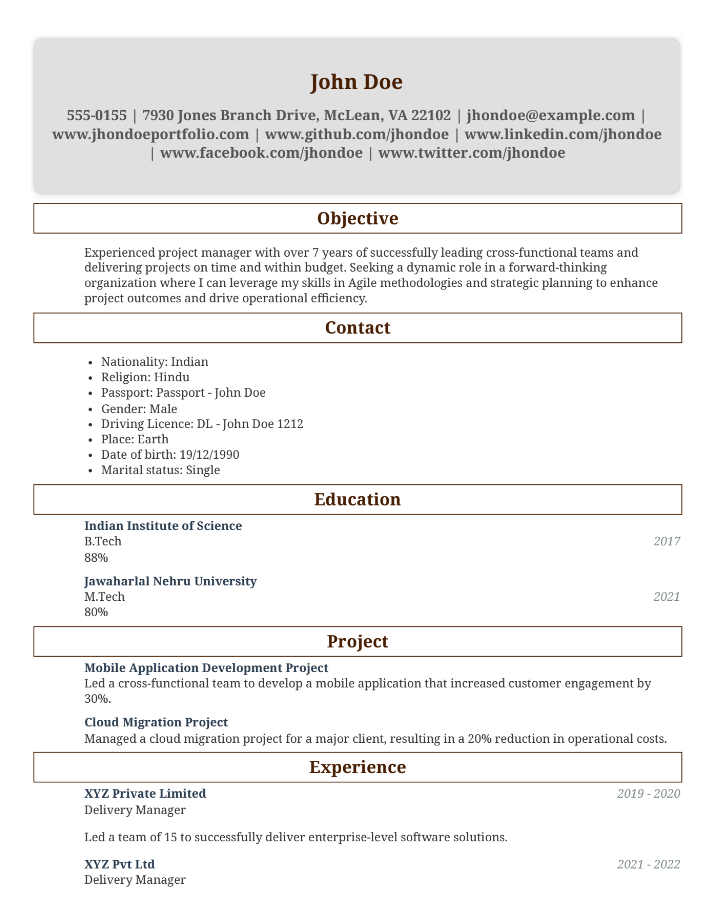 John Doe
555-0155 | 7930 Jones Branch Drive, McLean, VA 22102 | jhondoe@example.com |
www.jhondoeportfolio.com | www.github.com/jhondoe | www.linkedin.com/jhondoe
| www.facebook.com/jhondoe | www.twitter.com/jhondoe
Objective
Experienced project manager with over 7 years of successfully leading cross-functional teams and
delivering projects on time and within budget. Seeking a dynamic role in a forward-thinking
organization where I can leverage my skills in Agile methodologies and strategic planning to enhance
project outcomes and drive operational efficiency.
Contact
• Nationality: Indian
• Religion: Hindu
• Passport: Passport - John Doe
• Gender: Male
• Driving Licence: DL - John Doe 1212
• Place: Earth
• Date of birth: 19/12/1990
• Marital status: Single
Education
Indian Institute of Science
B.Tech 2017
88%
Jawaharlal Nehru University
M.Tech 2021
80%
Project
Mobile Application Development Project
Led a cross-functional team to develop a mobile application that increased customer engagement by
30%.
Cloud Migration Project
Managed a cloud migration project for a major client, resulting in a 20% reduction in operational costs.
Experience
XYZ Private Limited 2019 - 2020
Delivery Manager
Led a team of 15 to successfully deliver enterprise-level software solutions.
XYZ Pvt Ltd 2021 - 2022
Delivery Manager